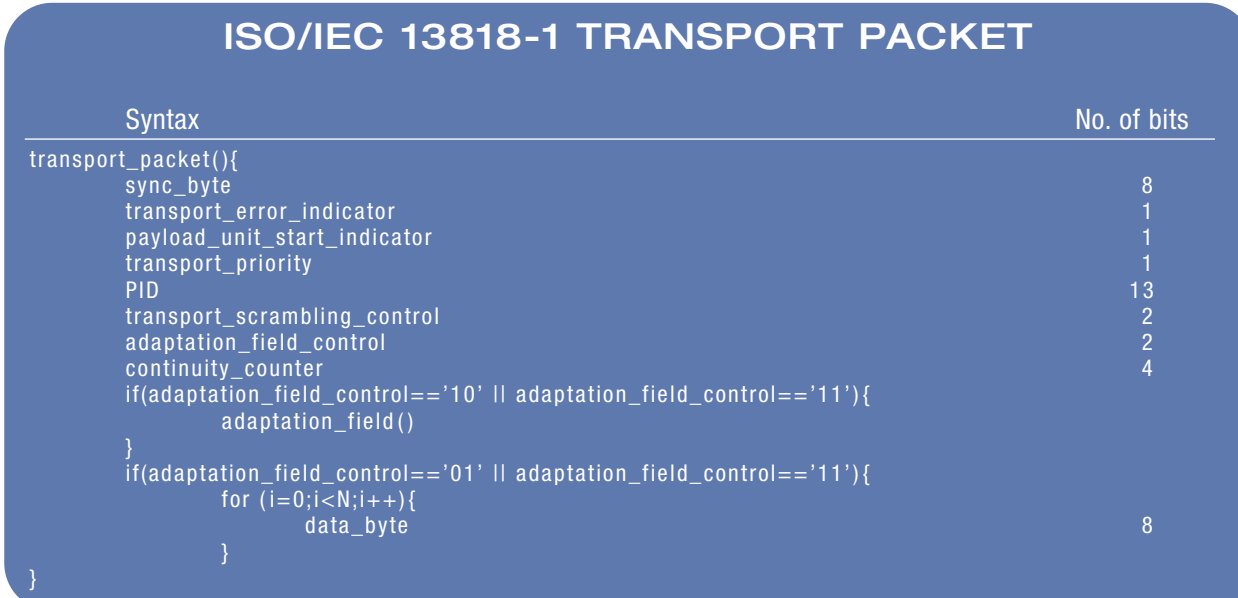 ISO/IEC 13818-1 TRANSPORT PACKET
Syntax No. of bits
transport_packet(){
sync_byte 8
transport_error_indicator 1
payload_unit_start_indicator 1
transport_priority 1
PID 13
transport_scrambling_control 2
adaptation_field_control 2
continuity_counter 4
if(adaptation_field_control=='10' || adaptation_field_control=='11'){
adaptation_field()
}
if(adaptation_field_control=='01' || adaptation_field_control=='11'){
for (i=0;i<N;i++){
data_byte 8
}
}